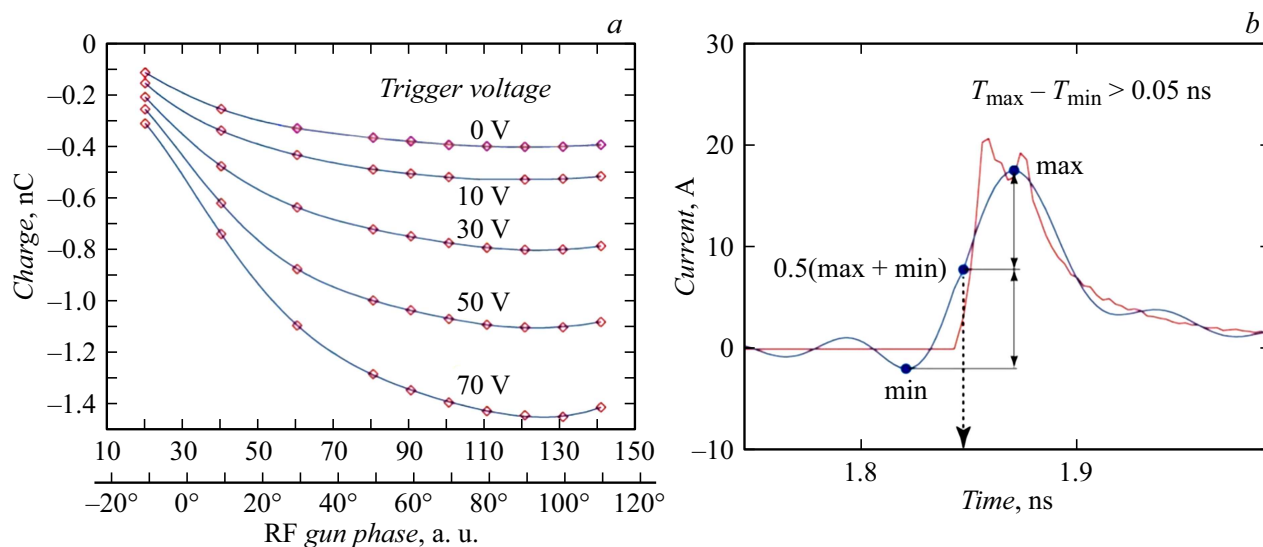 a
0
–0.2
–0.4
–0.6
–0.8
–1.0
–1.2
–1.4
Charge, nC
Trigger voltage
0 V
10 V
30 V
50 V
70 V
10 30 50 70 90 110 130 150
–20° 0° 20° 40° 60° 80° 100° 120°
RF gun phase, a. u.
b
30
20
10
0
–10
Current, A
T_max – T_min > 0.05 ns
max
0.5(max + min)
min
1.8 1.9
Time, ns